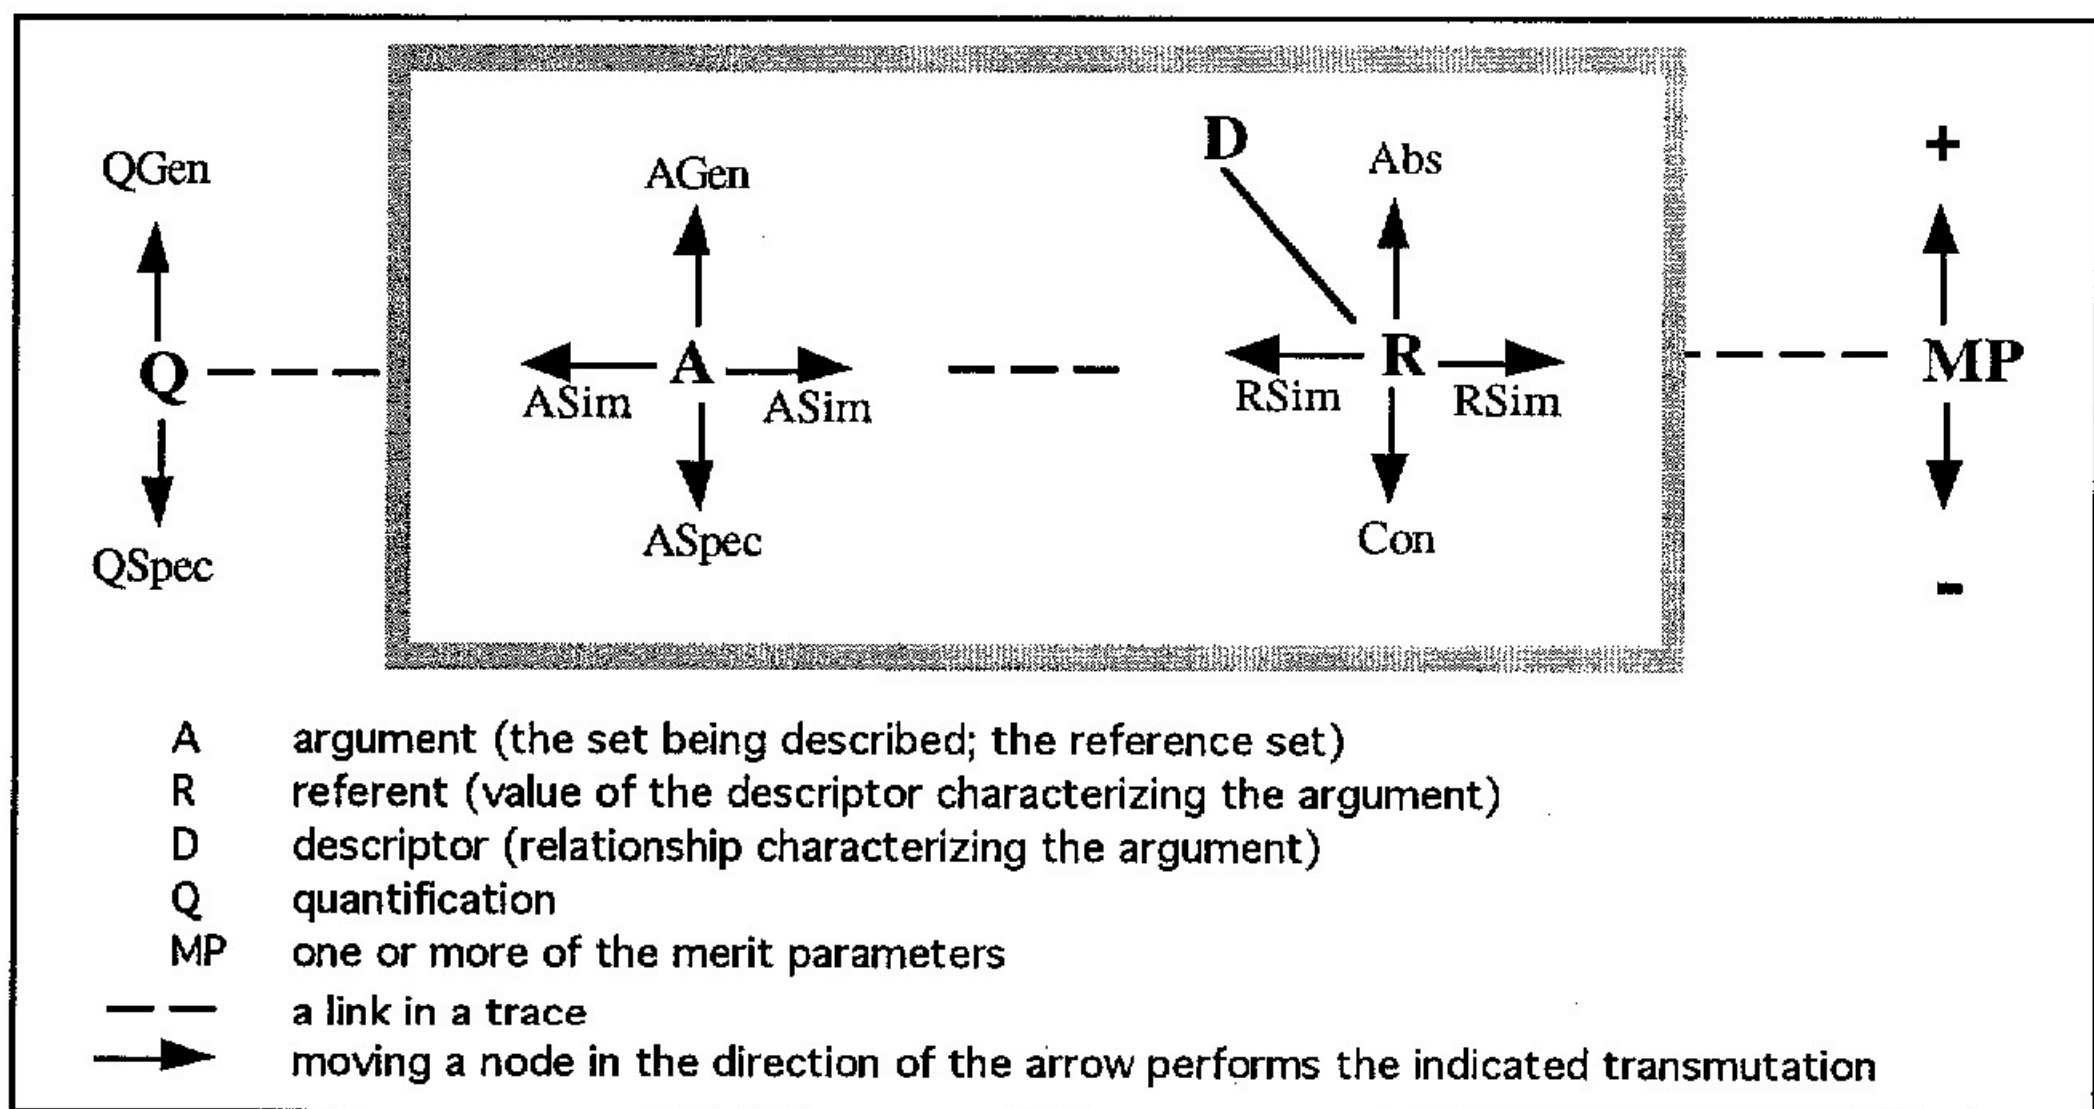 D
+
QGen
AGen
Abs
Q
A
R
MP
ASim
ASim
RSim
RSim
QSpec
ASpec
Con
-
A argument (the set being described; the reference set)
R referent (value of the descriptor characterizing the argument)
D descriptor (relationship characterizing the argument)
Q quantification
MP one or more of the merit parameters
a link in a trace
moving a node in the direction of the arrow performs the indicated transmutation